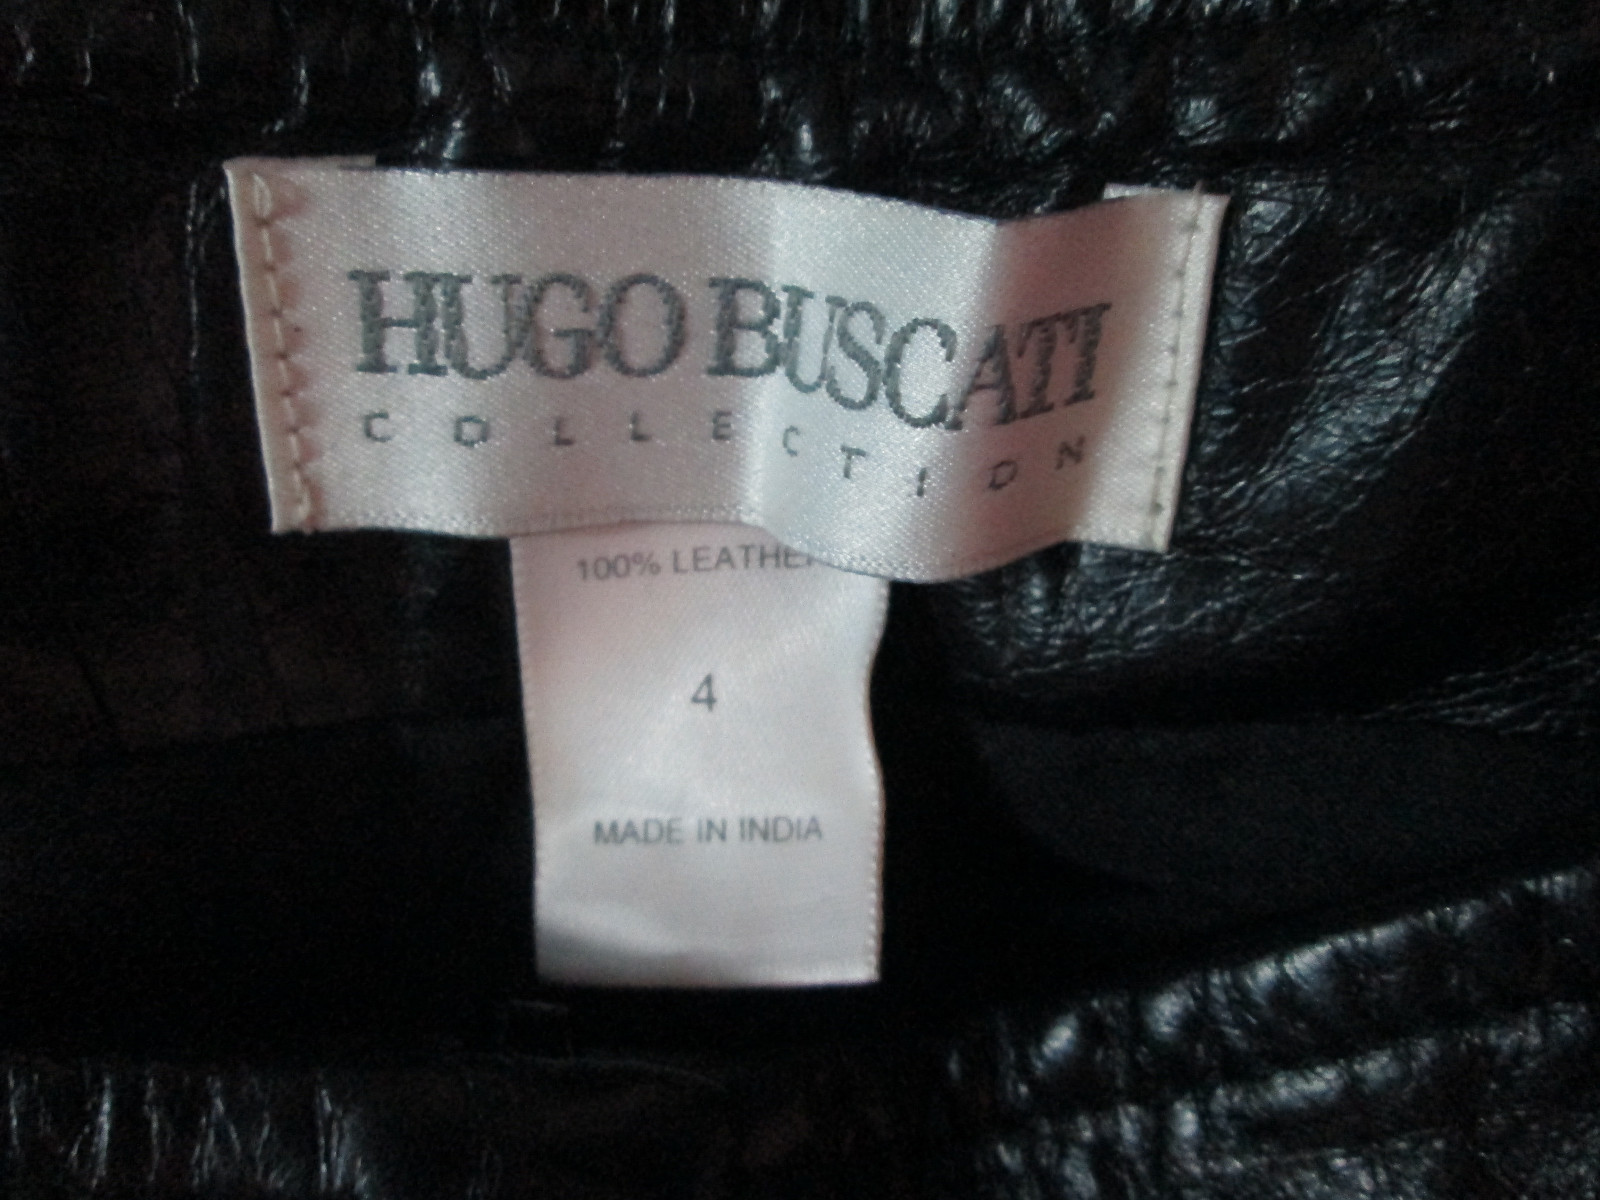 HUGO BUSCATI
COLLECTION
100% LEATHER
4
MADE IN INDIA